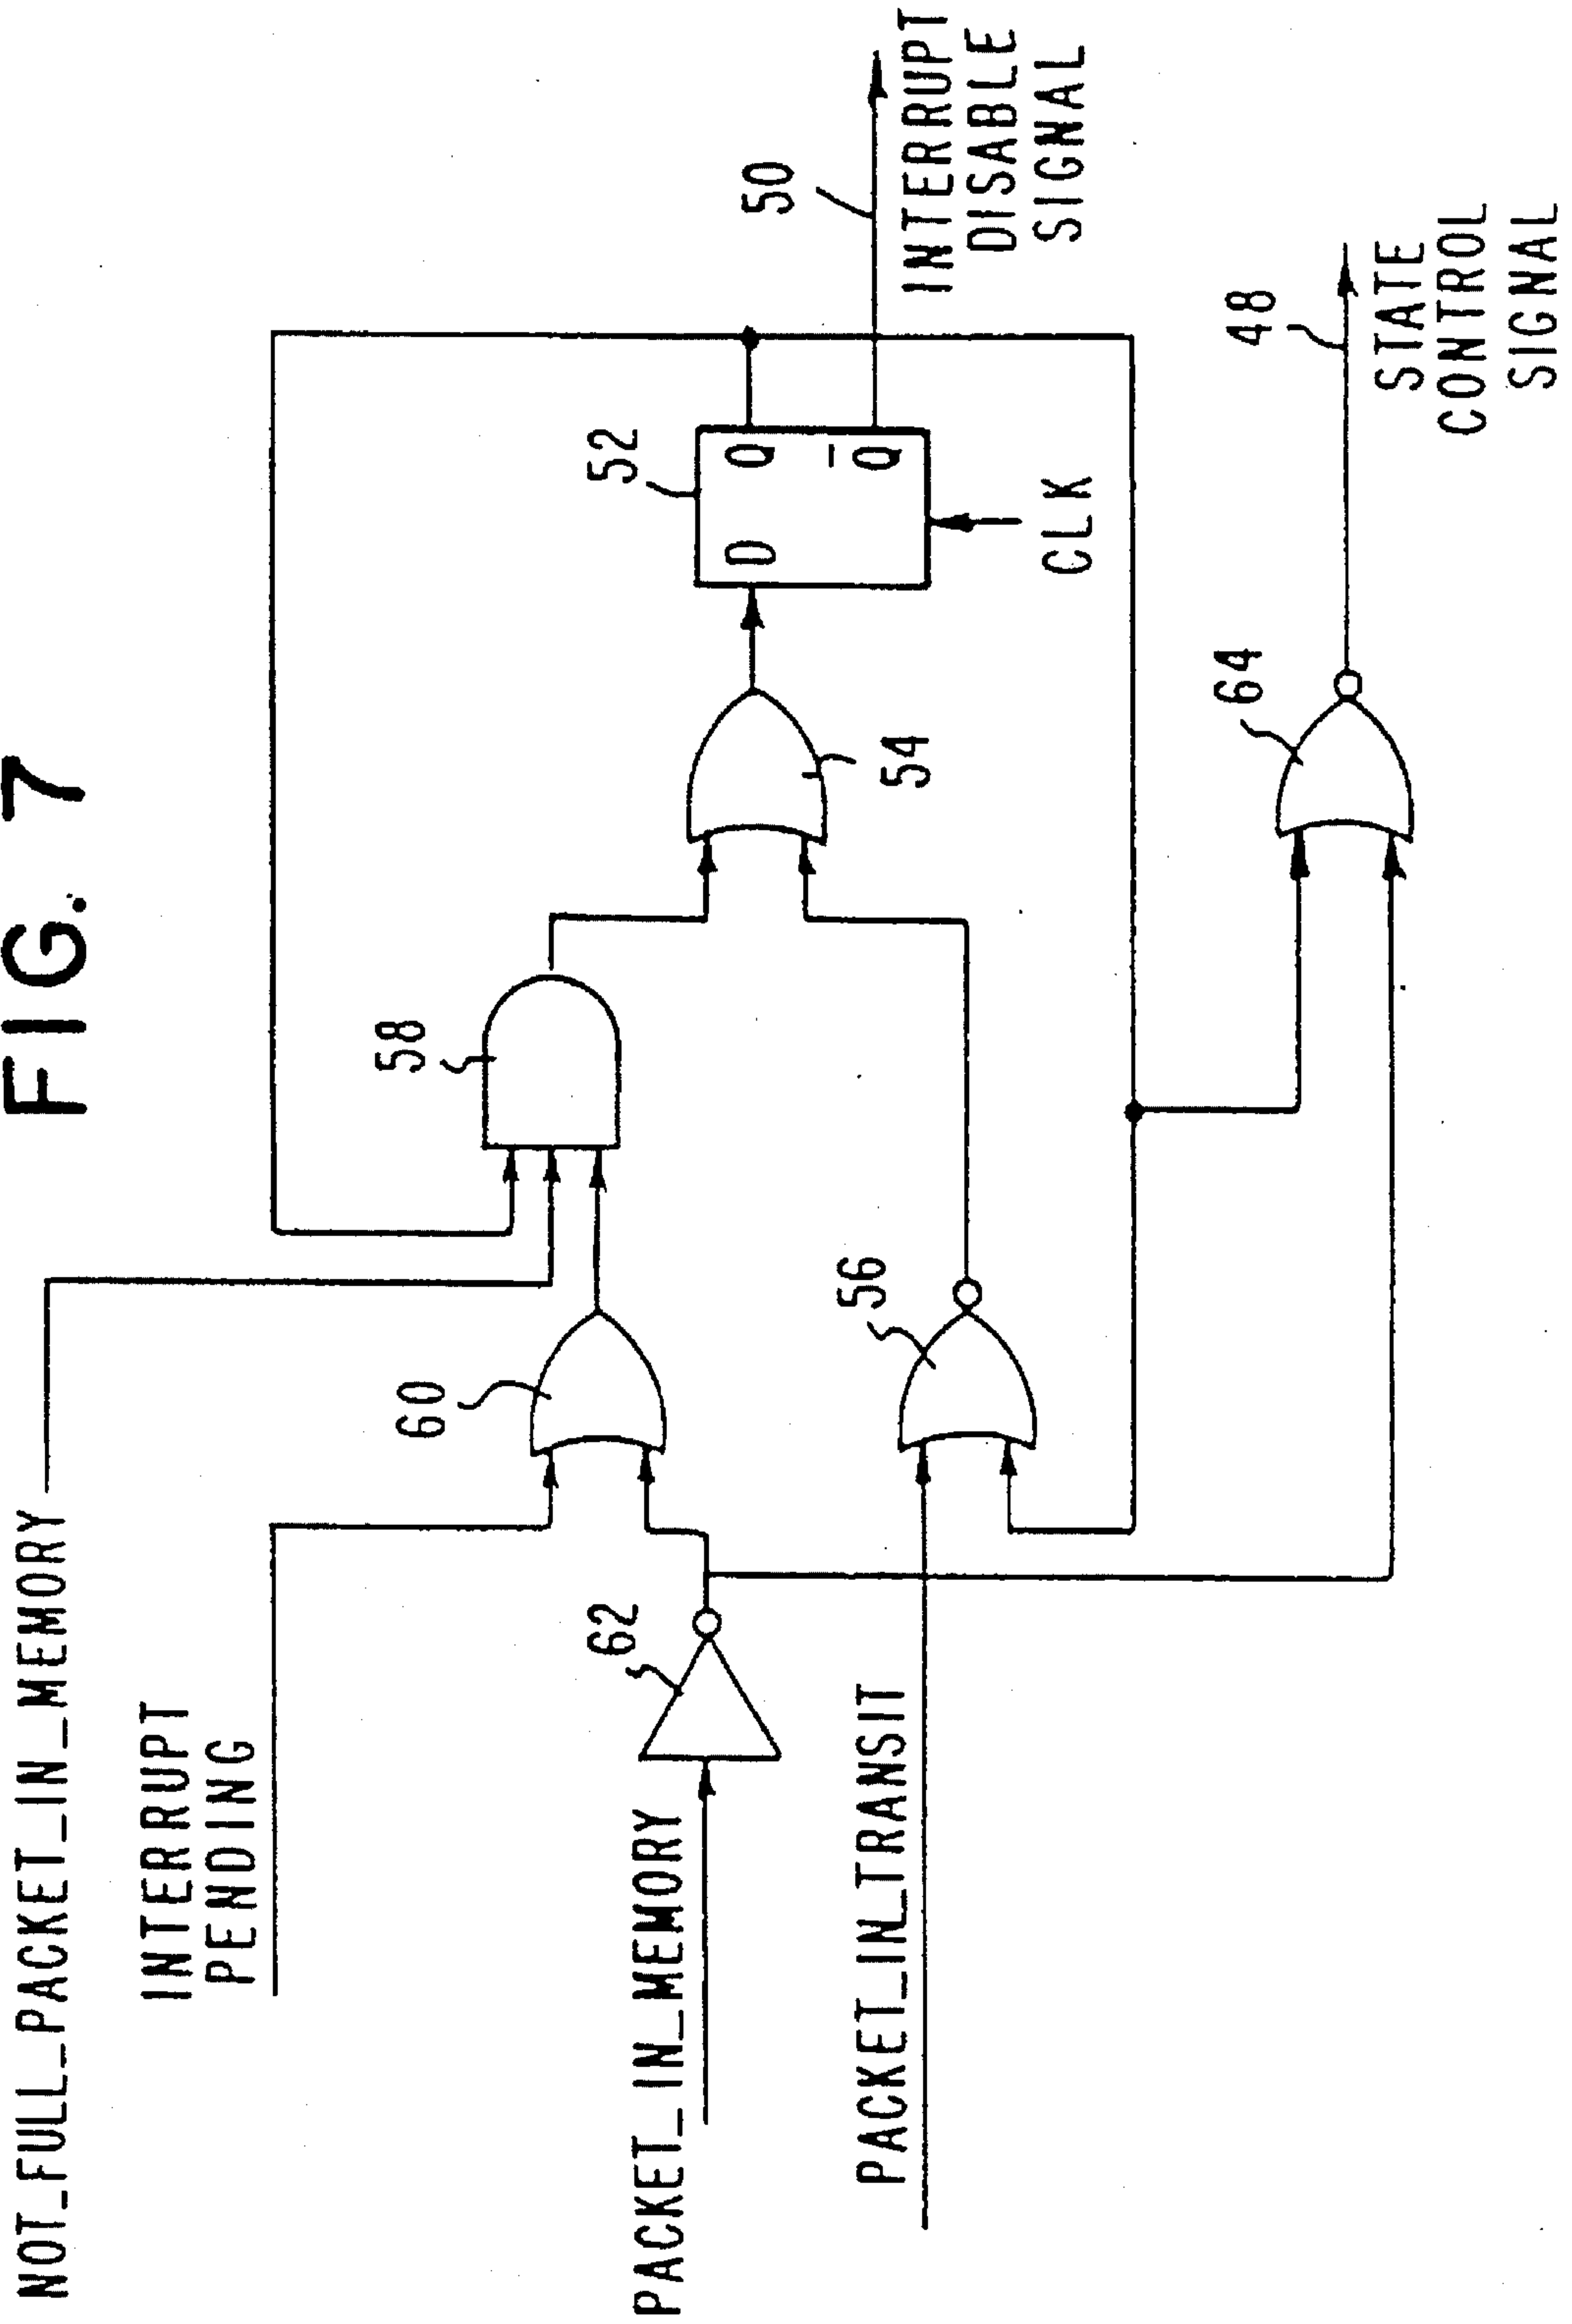 FIG. 7
NOT_FULL_PACKET_IN_MEMORY
INTERRUPT
PENDING
60
58
62
PACKET_IN_MEMORY
52
D
Q
Q̅
54
CLK
50
INTERRUPT
DISABLE
SIGNAL
56
PACKET_IN_TRANSIT
64
48
STATE
CONTROL
SIGNAL